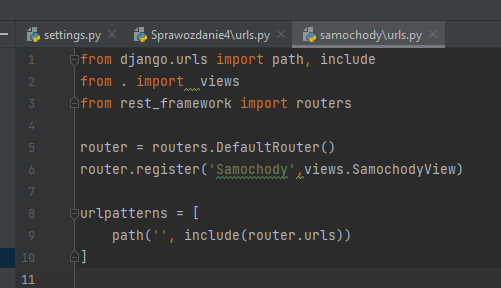 settings.py Sprawozdanie4\urls.py samochody\urls.py
1 from django.urls import path, include
2 from . import  views
3 from rest_framework import routers
4
5 router = routers.DefaultRouter()
6 router.register('Samochody',views.SamochodyView)
7
8 urlpatterns = [
9     path('', include(router.urls))
10 ]
11